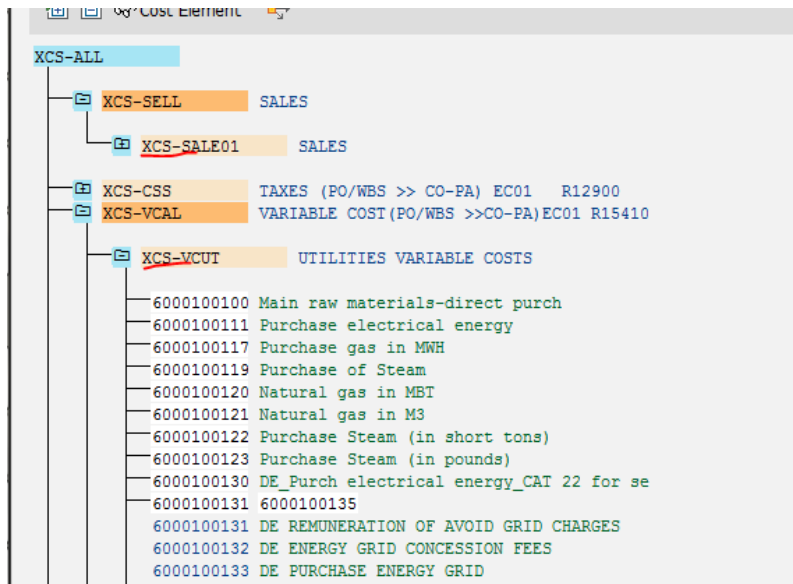 Cost Element
XCS-ALL
XCS-SELL SALES
XCS-SALE01 SALES
XCS-CSS TAXES (PO/WBS >> CO-PA) EC01 R12900
XCS-VCAL VARIABLE COST(PO/WBS >>CO-PA)EC01 R15410
XCS-VCUT UTILITIES VARIABLE COSTS
6000100100 Main raw materials-direct purch
6000100111 Purchase electrical energy
6000100117 Purchase gas in MWH
6000100119 Purchase of Steam
6000100120 Natural gas in MBT
6000100121 Natural gas in M3
6000100122 Purchase Steam (in short tons)
6000100123 Purchase Steam (in pounds)
6000100130 DE_Purch electrical energy_CAT 22 for se
6000100131 6000100135
6000100131 DE REMUNERATION OF AVOID GRID CHARGES
6000100132 DE ENERGY GRID CONCESSION FEES
6000100133 DE PURCHASE ENERGY GRID